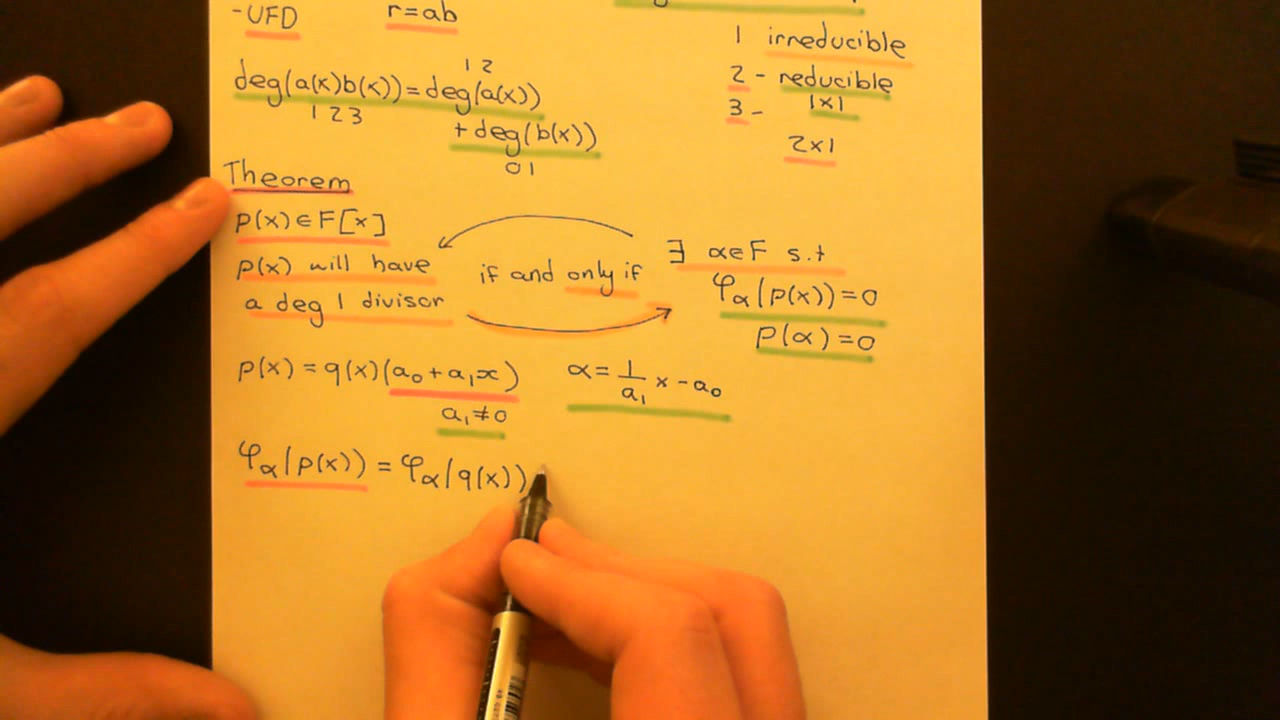 -UFD r=ab
1 irreducible
1 2
deg(a(x)b(x))=deg(a(x))
2 - reducible
1 2 3
1x1
+deg(b(x))
3 -
0 1
2x1
Theorem
p(x)∈F[x]
p(x) will have
a deg 1 divisor
if and only if
∃ α∈F s.t
φα(p(x))=0
p(α)=0
p(x)=q(x)(a₀+a₁x) α=1/a₁ x-a₀
a₁≠0
φα(p(x))=φα(q(x))